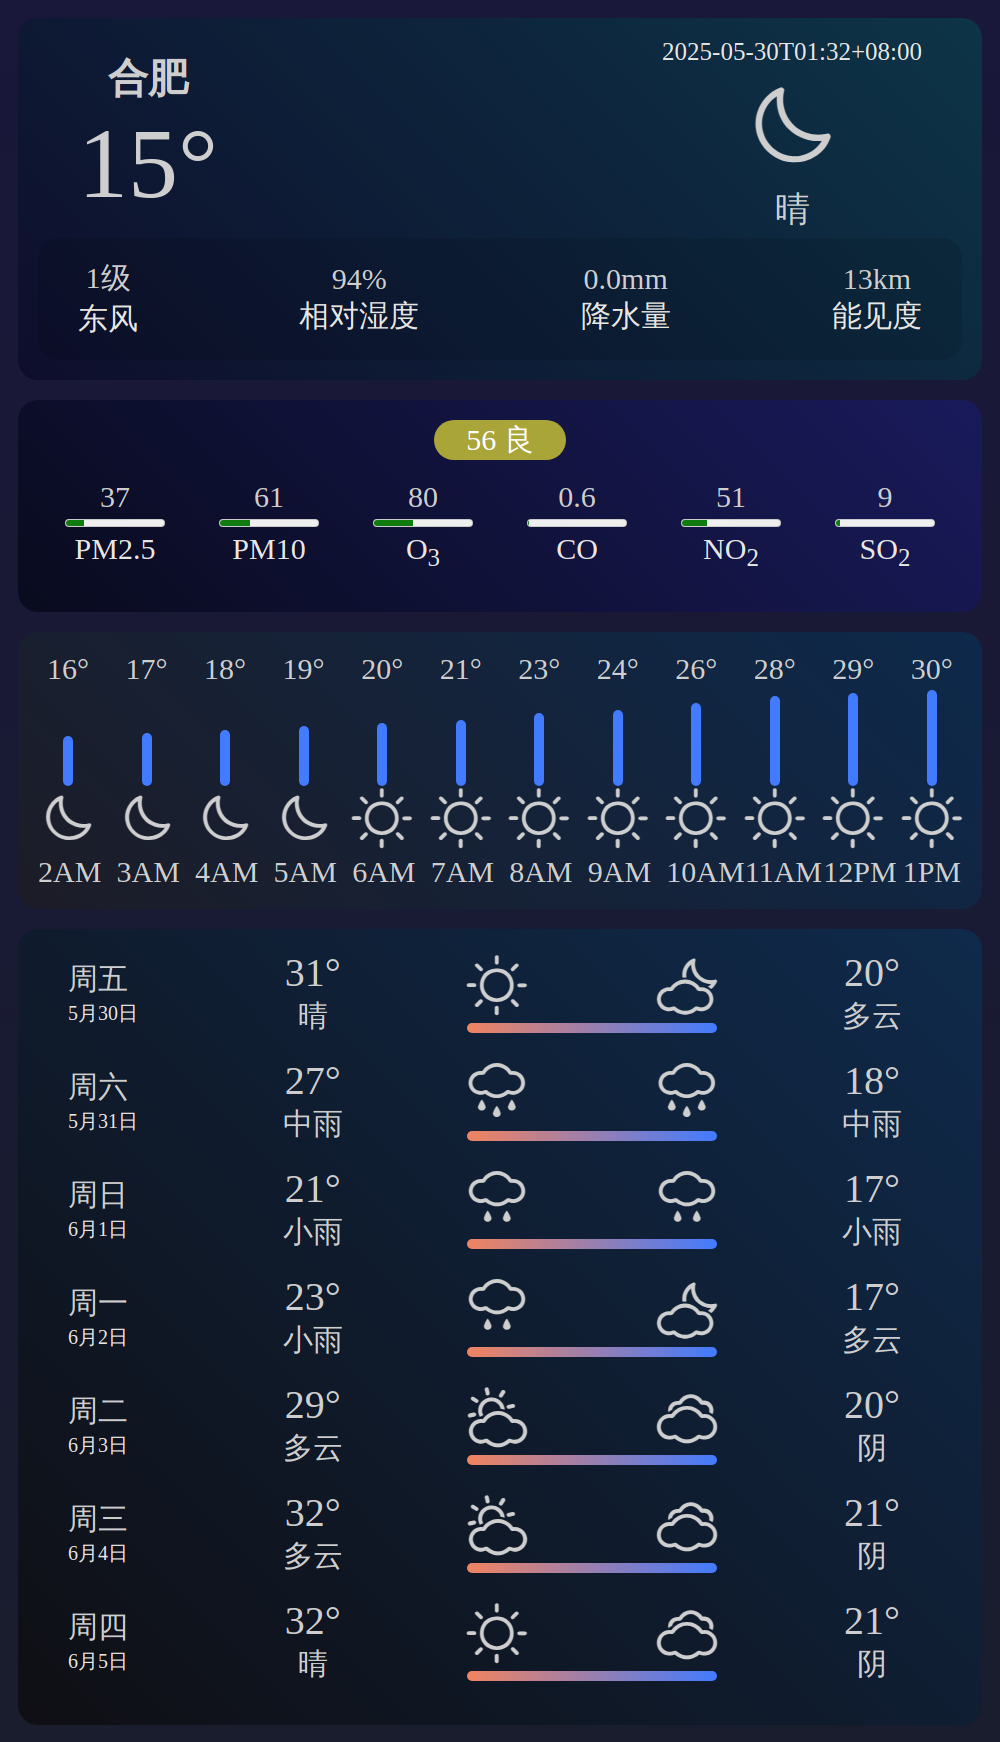 合肥
15°
2025-05-30T01:32+08:00
晴
1级 94% 0.0mm 13km
东风 相对湿度 降水量 能见度
56 良
37 61 80 0.6 51 9
PM2.5 PM10 O3 CO NO2 SO2
16° 17° 18° 19° 20° 21° 23° 24° 26° 28° 29° 30°
2AM 3AM 4AM 5AM 6AM 7AM 8AM 9AM 10AM 11AM 12PM 1PM
周五 31° 20°
5月30日 晴 多云
周六 27° 18°
5月31日 中雨 中雨
周日 21° 17°
6月1日 小雨 小雨
周一 23° 17°
6月2日 小雨 多云
周二 29° 20°
6月3日 多云 阴
周三 32° 21°
6月4日 多云 阴
周四 32° 21°
6月5日 晴 阴